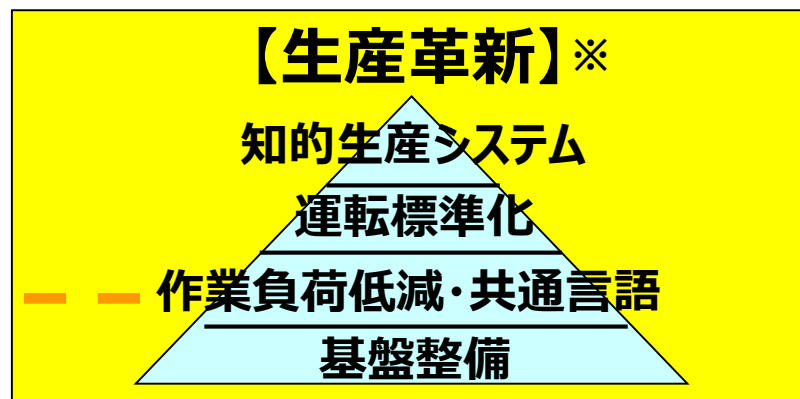 【生産革新】※
知的生産システム
運転標準化
作業負荷低減・共通言語
基盤整備